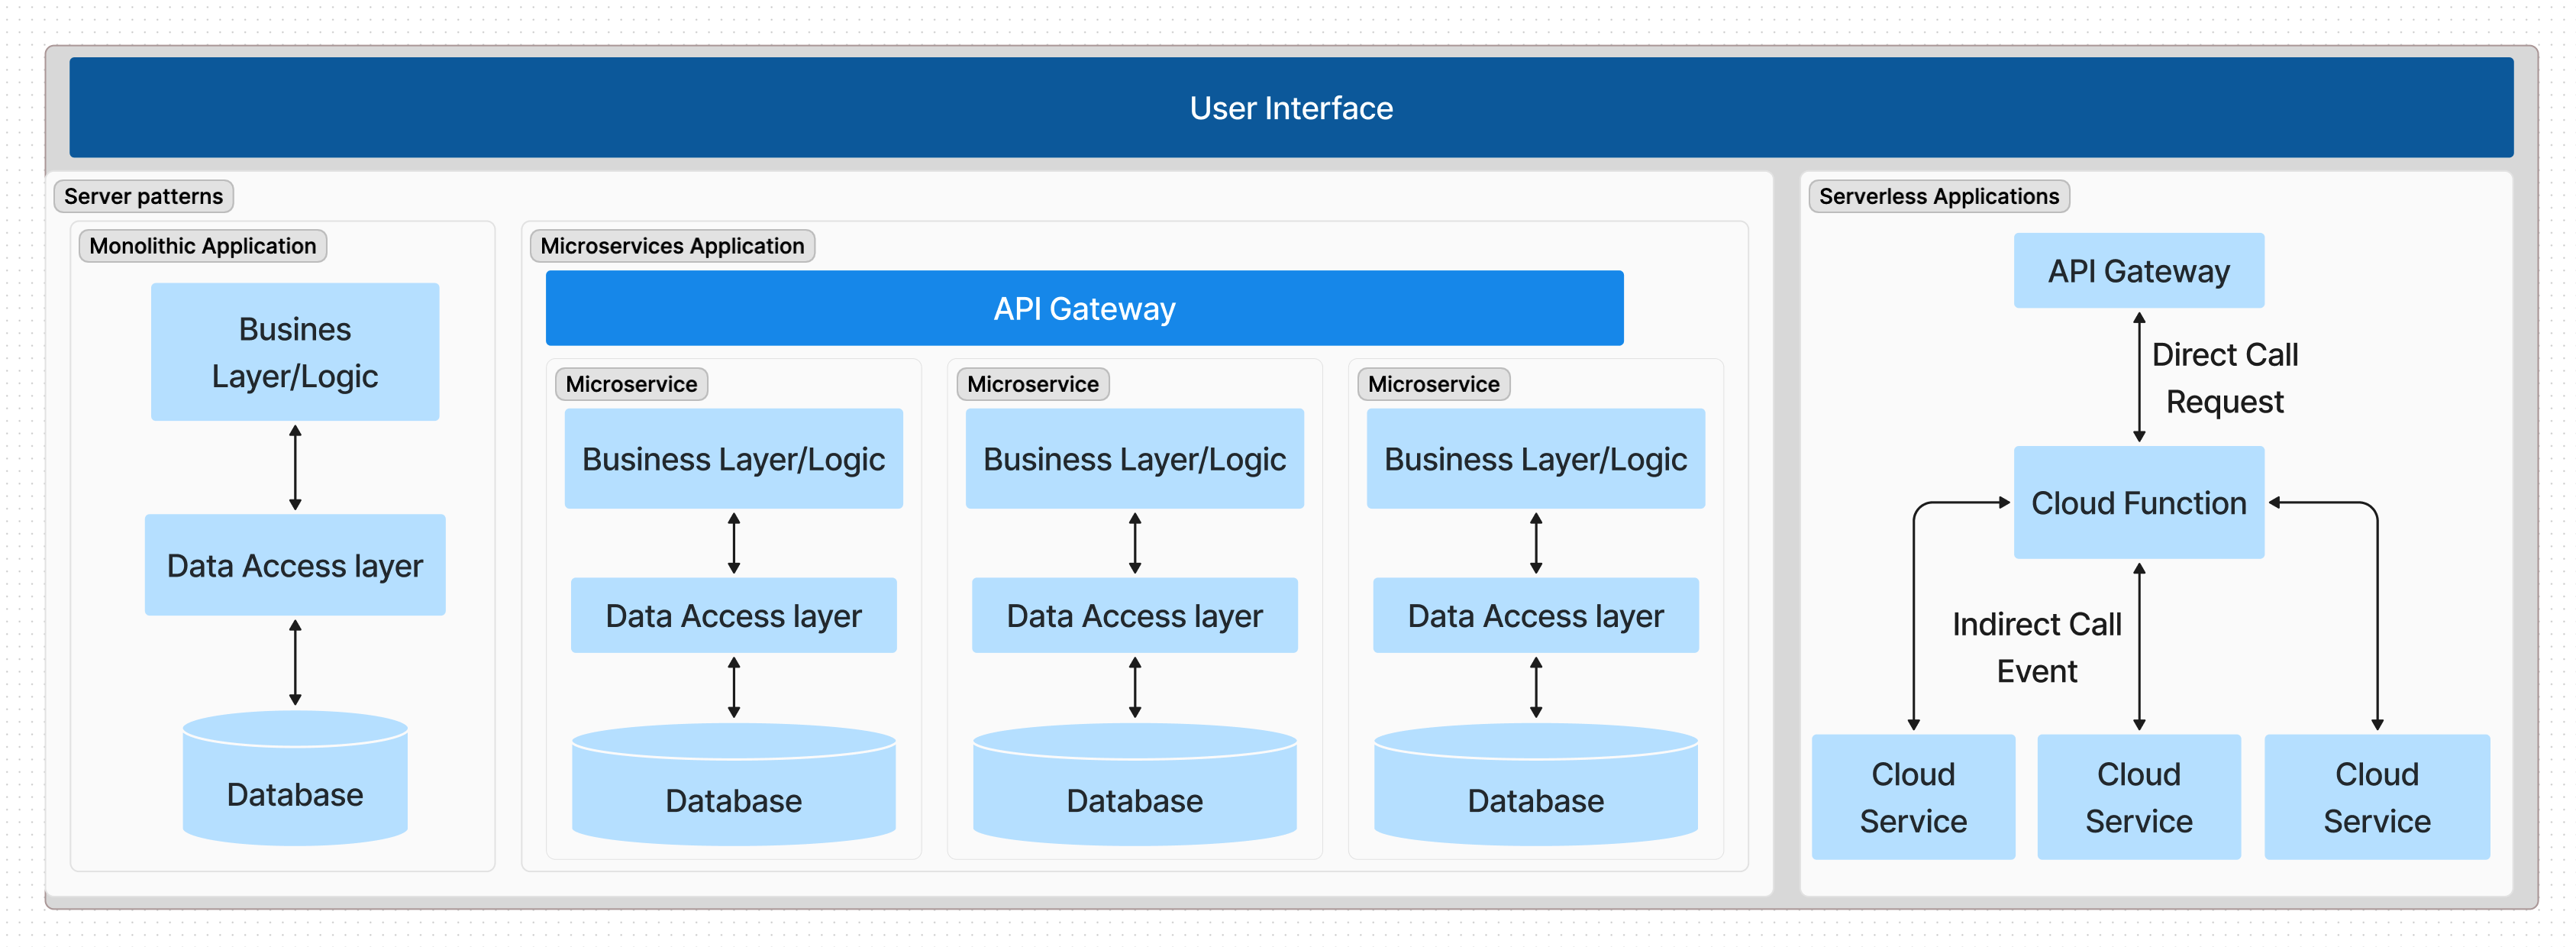 User Interface
Server patterns
Monolithic Application
Busines
Layer/Logic
Data Access layer
Database
Microservices Application
API Gateway
Microservice
Business Layer/Logic
Data Access layer
Database
Microservice
Business Layer/Logic
Data Access layer
Database
Microservice
Business Layer/Logic
Data Access layer
Database
Serverless Applications
API Gateway
Direct Call
Request
Cloud Function
Indirect Call
Event
Cloud
Service
Cloud
Service
Cloud
Service